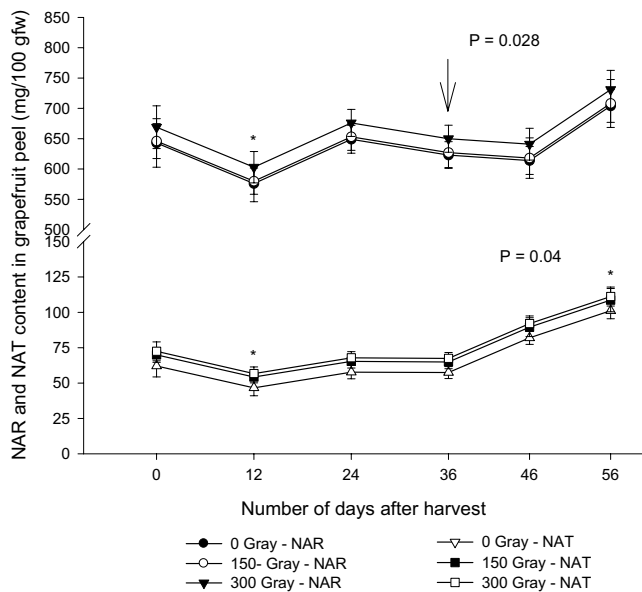 NAR and NAT content in grapefruit peel (mg/100 gfw)
850
800
750
700
650
600
550
500
150
125
100
75
50
25
0
P = 0.028
*
P = 0.04
*
*
0 12 24 36 46 56
Number of days after harvest
0 Gray - NAR
150- Gray - NAR
300 Gray - NAR
0 Gray - NAT
150 Gray - NAT
300 Gray - NAT